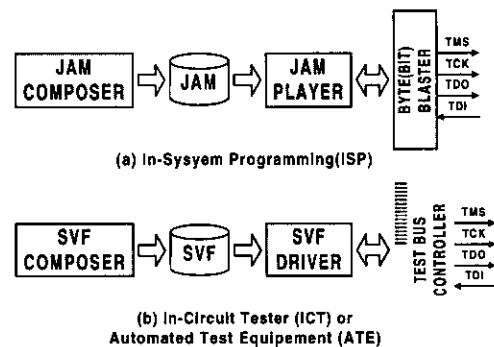 JAM
COMPOSER
JAM
JAM
PLAYER
BYTE(BIT)
BLASTER
TMS
TCK
TDO
TDI
(a) In-Sysyem Programming(ISP)
SVF
COMPOSER
SVF
SVF
DRIVER
TEST BUS
CONTROLLER
TMS
TCK
TDO
TDI
(b) In-Circuit Tester (ICT) or
Automated Test Equipement (ATE)